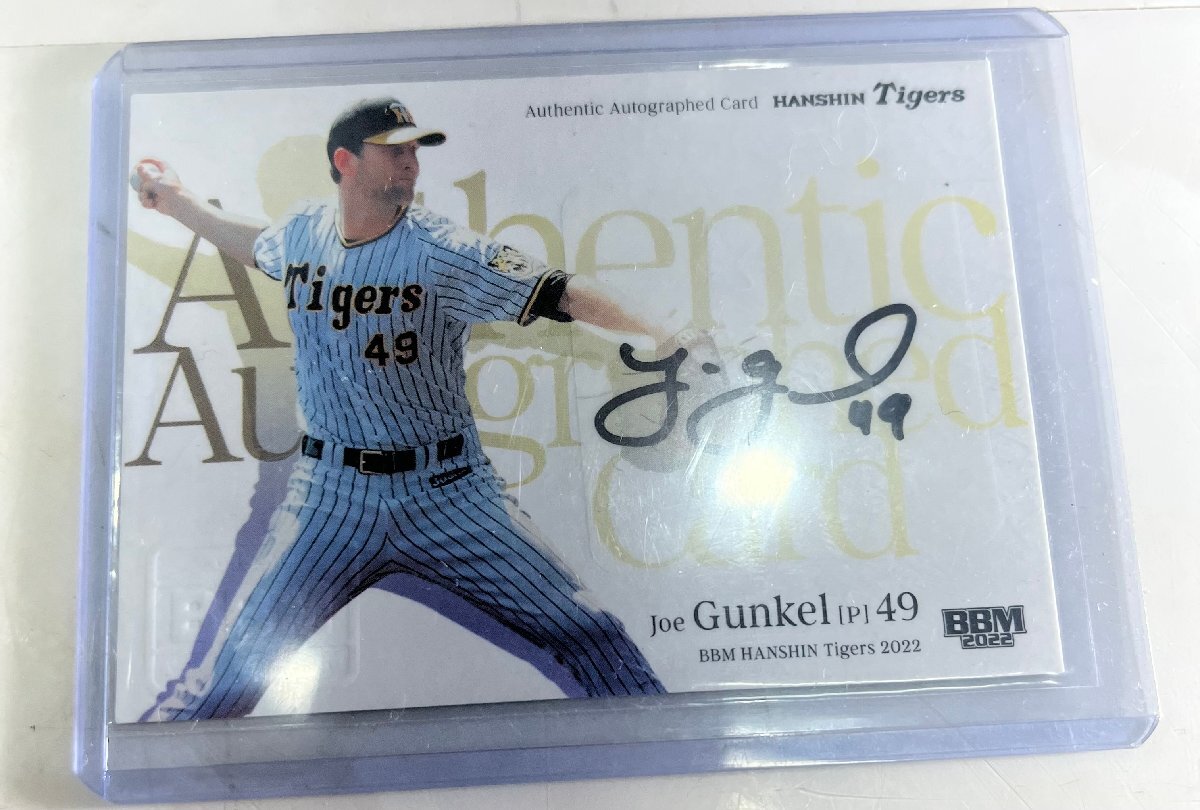 Authentic Autographed Card HANSHIN Tigers
Authentic
Autographed
Card
Tigers
49
49
Joe Gunkel [P] 49
BBM HANSHIN Tigers 2022
BBM
2022